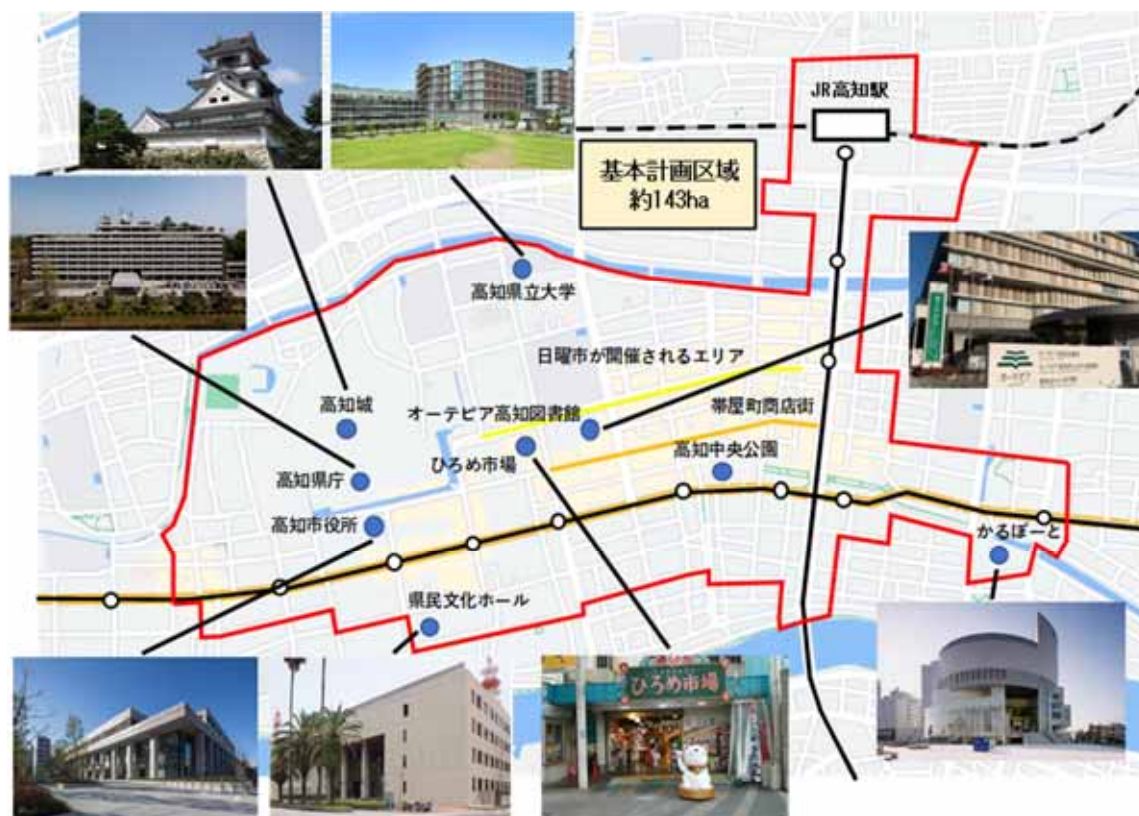 JR高知駅
基本計画区域
約143ha
高知県立大学
日曜市が開催されるエリア
高知城
オーテピア高知図書館
帯屋町商店街
ひろめ市場
高知中央公園
高知県庁
高知市役所
かるぽーと
県民文化ホール
ひろめ市場